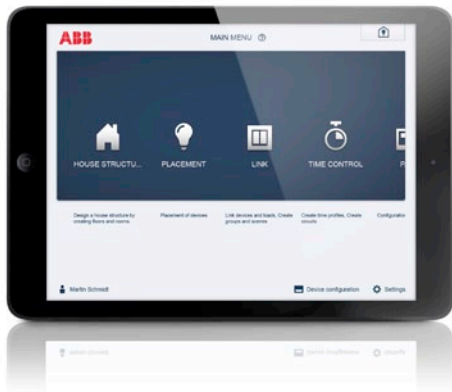 ABB
MAIN MENU ?
HOUSE STRUCTU...
PLACEMENT
LINK
TIME CONTROL
Design a house structure by
creating floors and rooms.
Placement of devices
Link devices and loads, Create
groups and scenes
Create time profiles, Create
circuits
Configuration
Martin Schmidt
Device configuration
Settings